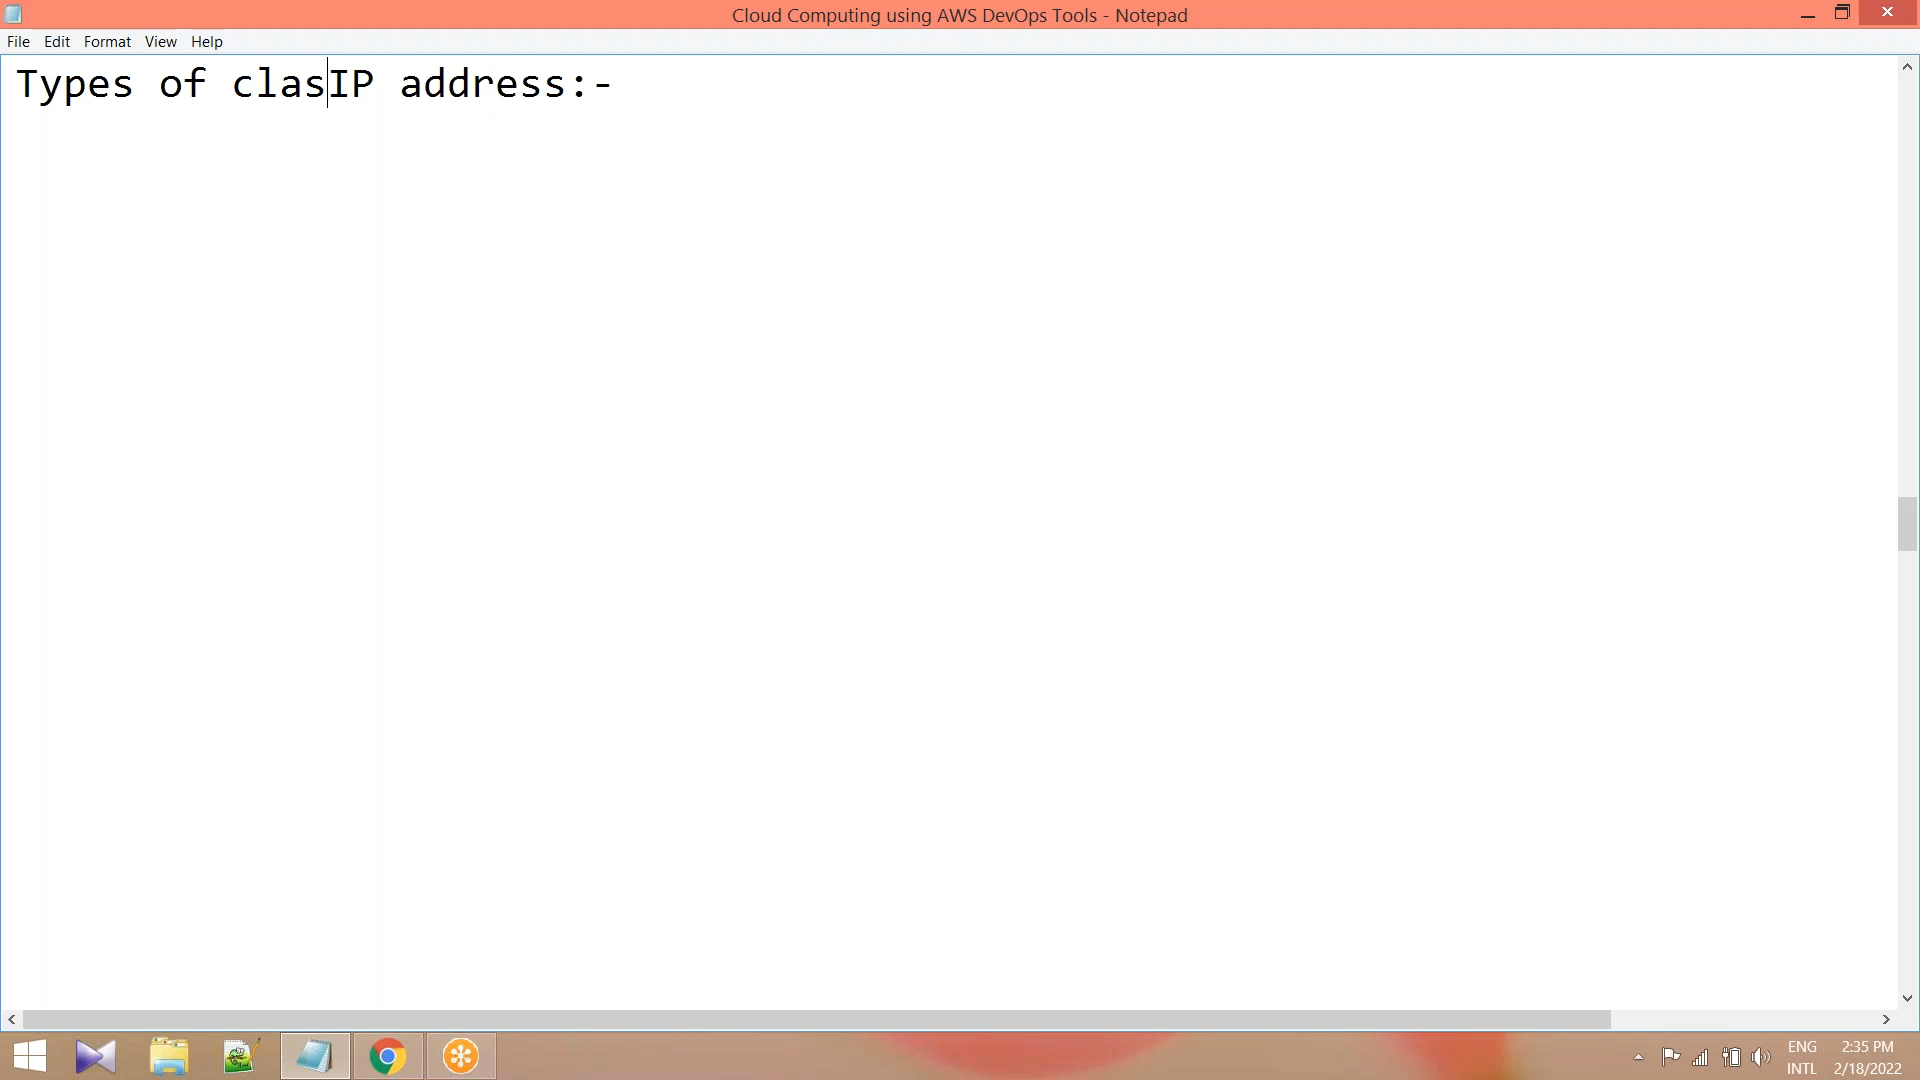 Cloud Computing using AWS DevOps Tools - Notepad
File Edit Format View Help
Types of clasIP address:-
ENG 2:35 PM
INTL 2/18/2022